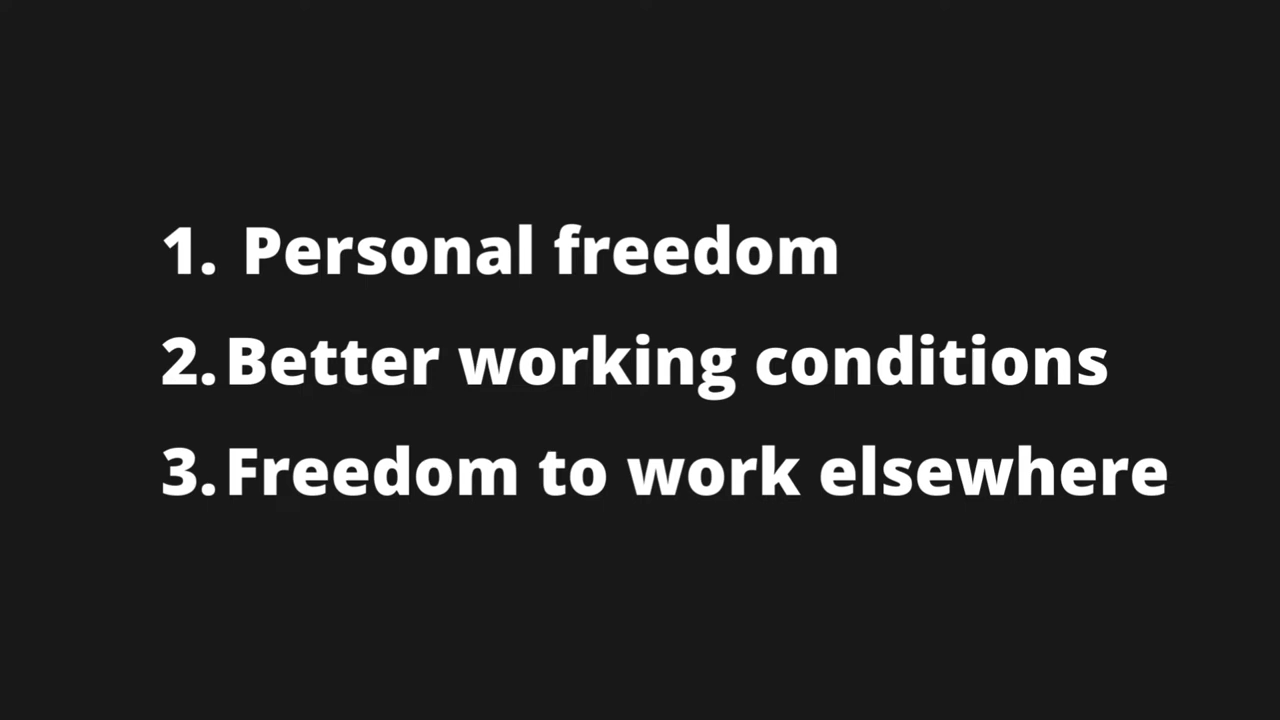 1. Personal freedom
2. Better working conditions
3. Freedom to work elsewhere